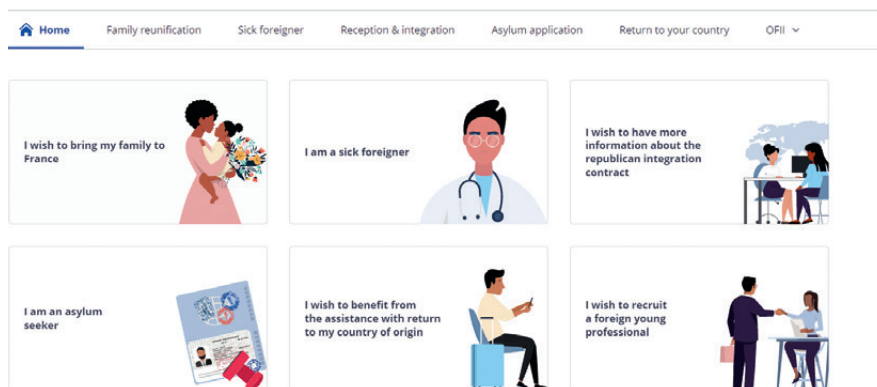 Home Family reunification Sick foreigner Reception & integration Asylum application Return to your country OFII
I wish to bring my family to
France
I am a sick foreigner
I wish to have more
information about the
republican integration
contract
I am an asylum
seeker
I wish to benefit from
the assistance with return
to my country of origin
I wish to recruit
a foreign young
professional